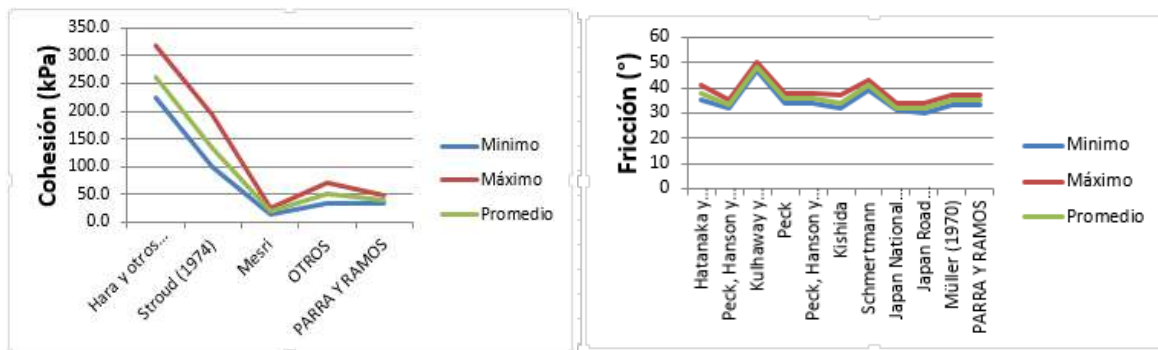 Cohesión (kPa)
350.0
300.0
250.0
200.0
150.0
100.0
50.0
0.0
Hara y otros...
Stroud (1974)
Mesri
OTROS
PARRA Y RAMOS
Minimo
Máximo
Promedio
Fricción (°)
60
50
40
30
20
10
0
Hatanaka y...
Peck, Hanson y...
Kulhaway y...
Peck
Peck, Hanson y...
Kishida
Schmertmann
Japan National...
Japan Road...
Müller (1970)
PARRA Y RAMOS
Minimo
Máximo
Promedio